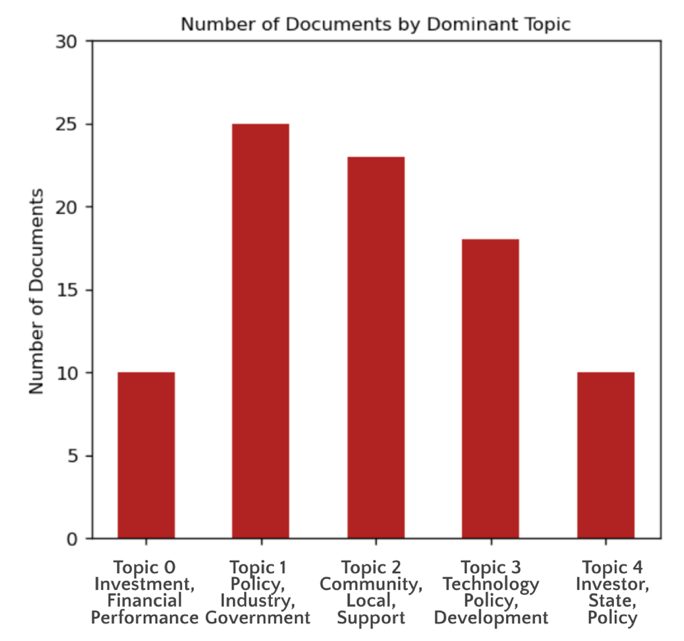 Number of Documents by Dominant Topic
30
25
20
15
10
5
0
Number of Documents
Topic 0
Investment,
Financial
Performance
Topic 1
Policy,
Industry,
Government
Topic 2
Community,
Local,
Support
Topic 3
Technology
Policy,
Development
Topic 4
Investor,
State,
Policy